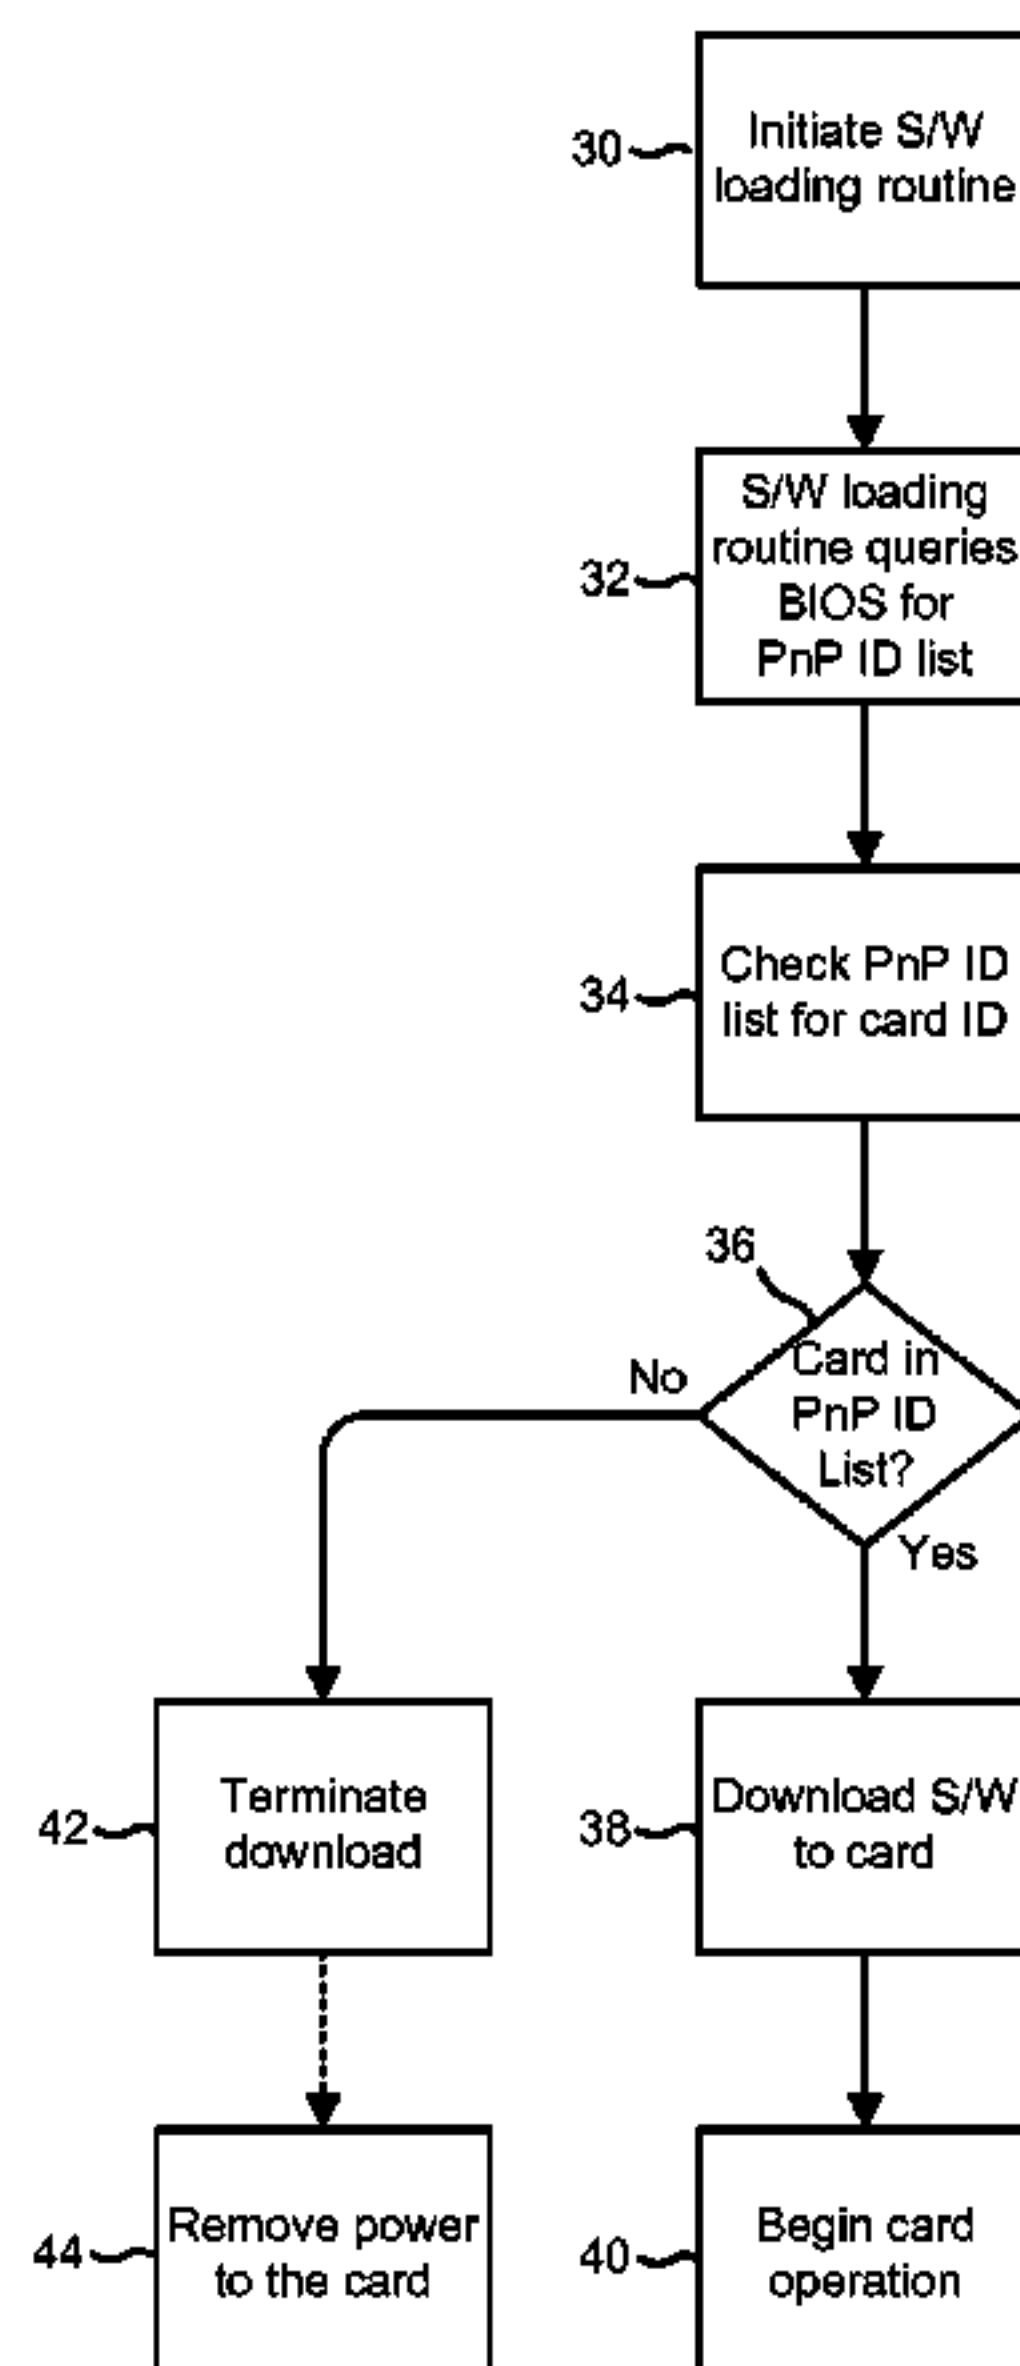 30
Initiate S/W
loading routine
32
S/W loading
routine queries
BIOS for
PnP ID list
34
Check PnP ID
list for card ID
36
No
Card in
PnP ID
List?
Yes
42
Terminate
download
38
Download S/W
to card
44
Remove power
to the card
40
Begin card
operation